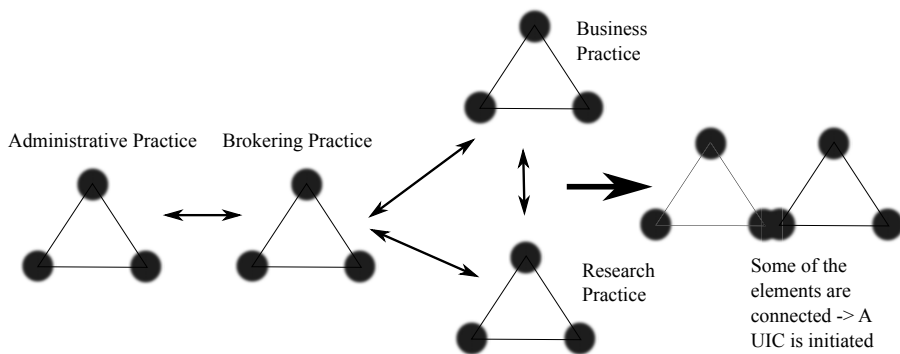 Business
Practice
Administrative Practice
Brokering Practice
Research
Practice
Some of the
elements are
connected -> A
UIC is initiated